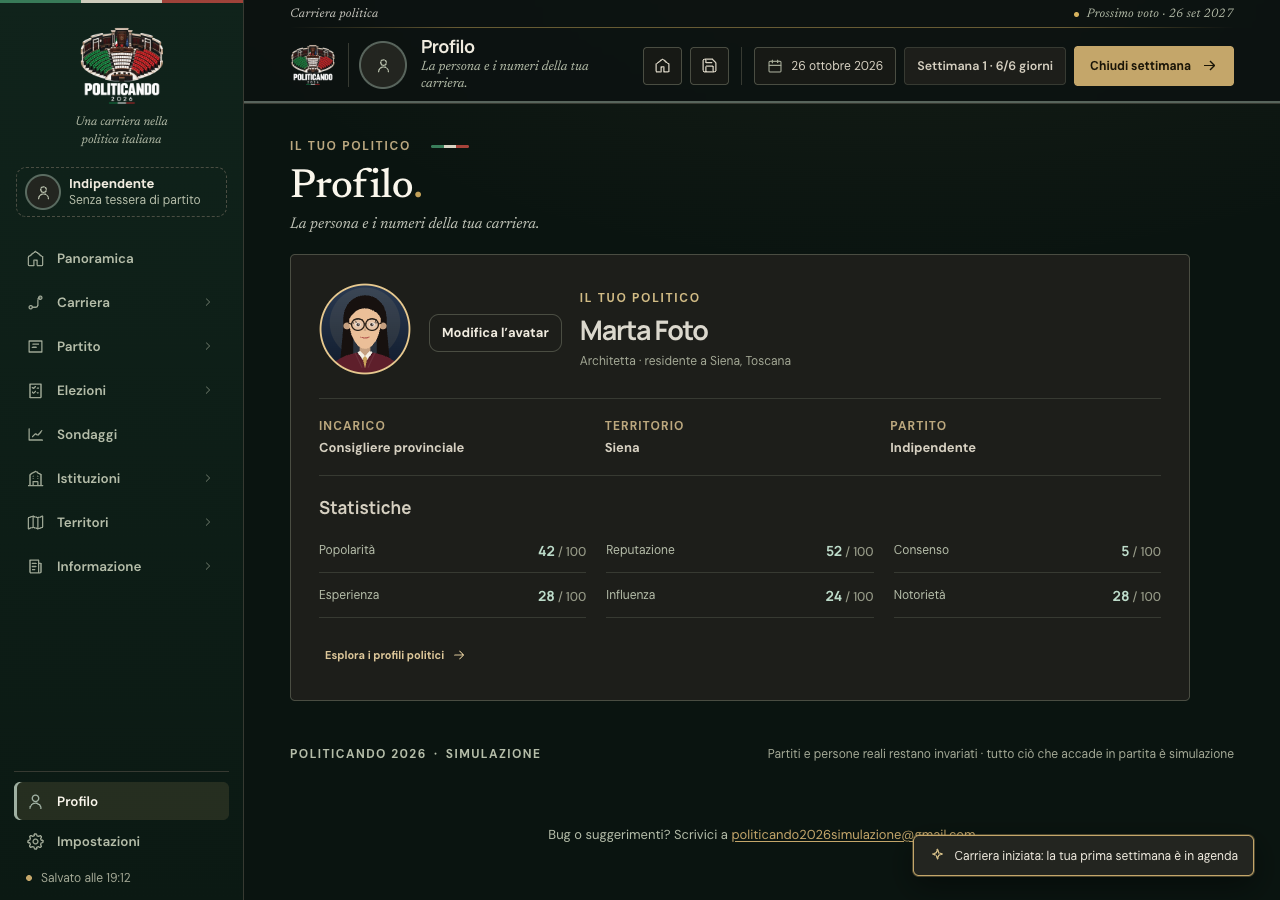 POLITICANDO
2026
Una carriera nella
politica italiana
Indipendente
Senza tessera di partito
Panoramica
Carriera
Partito
Elezioni
Sondaggi
Istituzioni
Territori
Informazione
Profilo
Impostazioni
Salvato alle 19:12
Carriera politica
Prossimo voto · 26 set 2027
POLITICANDO
Profilo
La persona e i numeri della tua
carriera.
26 ottobre 2026
Settimana 1 · 6/6 giorni
Chiudi settimana
IL TUO POLITICO
Profilo.
La persona e i numeri della tua carriera.
Modifica l’avatar
IL TUO POLITICO
Marta Foto
Architetta · residente a Siena, Toscana
INCARICO
Consigliere provinciale
TERRITORIO
Siena
PARTITO
Indipendente
Statistiche
Popolarità 42 / 100
Reputazione 52 / 100
Consenso 5 / 100
Esperienza 28 / 100
Influenza 24 / 100
Notorietà 28 / 100
Esplora i profili politici
POLITICANDO 2026 · SIMULAZIONE
Partiti e persone reali restano invariati · tutto ciò che accade in partita è simulazione
Bug o suggerimenti? Scrivici a politicando2026simulazione@gmail.com
Carriera iniziata: la tua prima settimana è in agenda